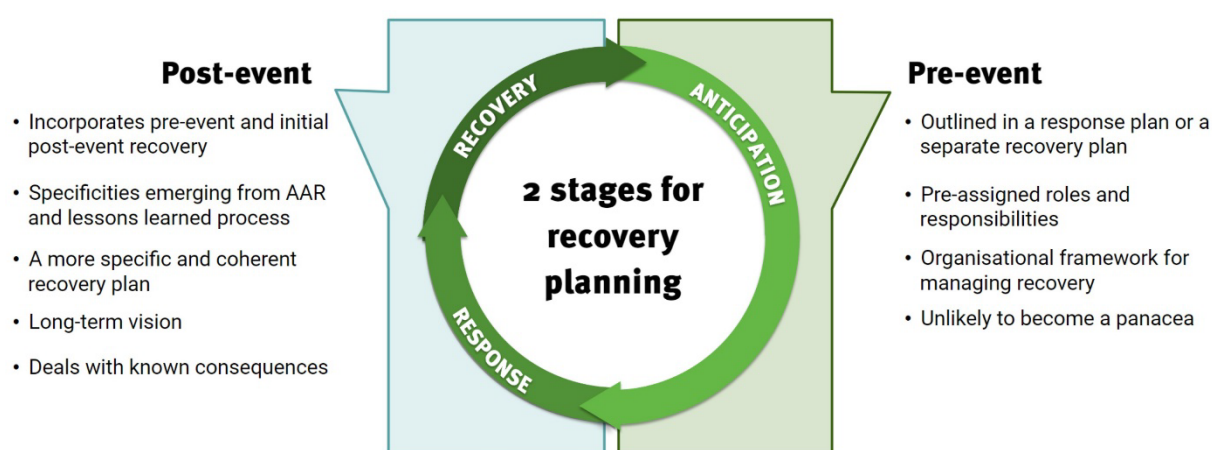 Post-event
• Incorporates pre-event and initial
post-event recovery
• Specificities emerging from AAR
and lessons learned process
• A more specific and coherent
recovery plan
• Long-term vision
• Deals with known consequences
RECOVERY
ANTICIPATION
RESPONSE
2 stages for
recovery
planning
Pre-event
• Outlined in a response plan or a
separate recovery plan
• Pre-assigned roles and
responsibilities
• Organisational framework for
managing recovery
• Unlikely to become a panacea